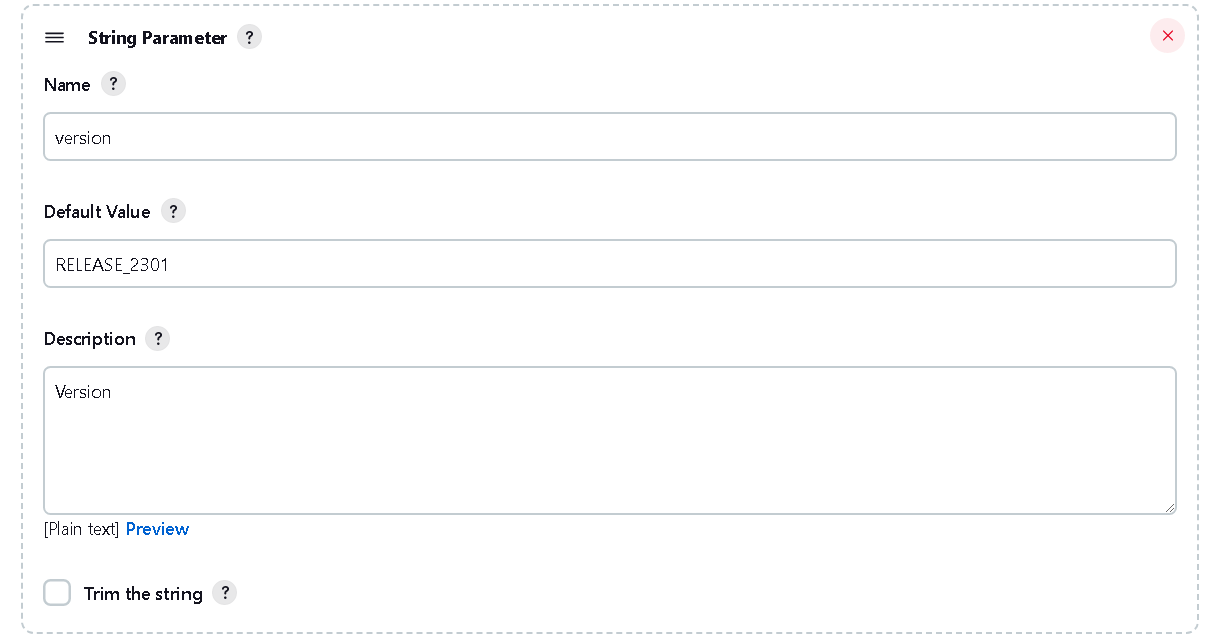 String Parameter ?
Name ?
version
Default Value ?
RELEASE_2301
Description ?
Version
[Plain text] Preview
Trim the string ?